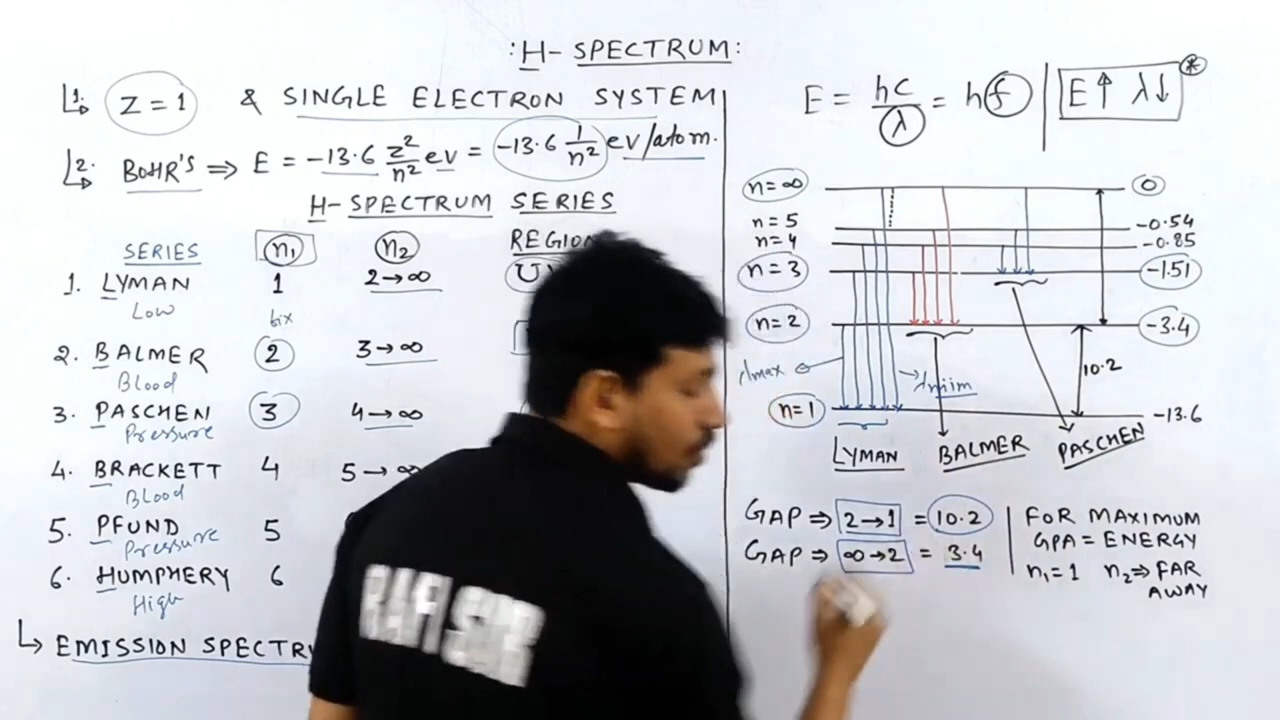 : H- SPECTRUM :
1. Z = 1 & SINGLE ELECTRON SYSTEM
2. BOHR'S ⇒ E = -13.6 z²/n² ev = -13.6 1/n² ev/atom.
H- SPECTRUM SERIES
SERIES n₁ n₂ REGION
1. LYMAN 1 2→∞ U
Low fix
2. BALMER 2 3→∞
Blood
3. PASCHEN 3 4→∞
Pressure
4. BRACKETT 4 5→∞
Blood
5. PFUND 5
Pressure
6. HUMPHERY 6
High
↳ EMISSION SPECTR
E = hc/λ = hf | E↑ λ↓ *
n=∞ 0
n=5 -0.54
n=4 -0.85
n=3 -1.51
n=2 -3.4
λmax λmiim 10.2
n=1 -13.6
LYMAN BALMER PASCHEN
GAP ⇒ 2→1 = 10.2
GAP ⇒ ∞→2 = 3.4
FOR MAXIMUM
GPA = ENERGY
n₁=1 n₂⇒ FAR
AWAY
RAFI SIR